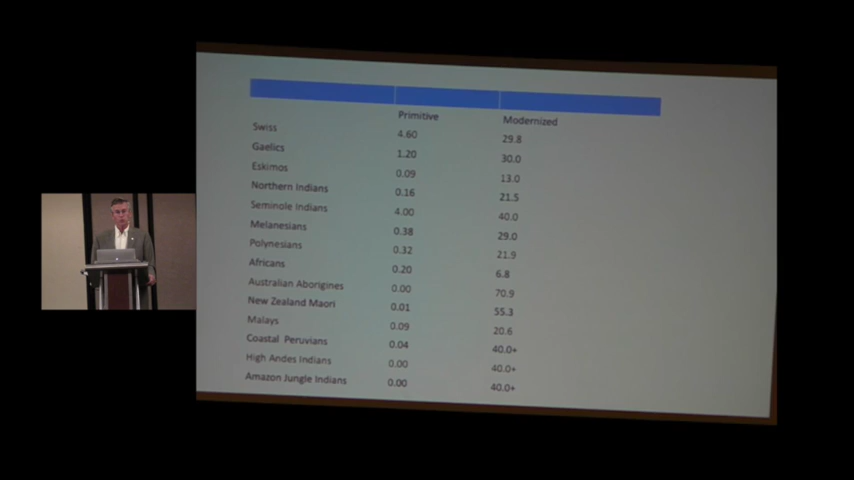 Primitive Modernized
Swiss 4.60 29.8
Gaelics 1.20 30.0
Eskimos 0.09 13.0
Northern Indians 0.16 21.5
Seminole Indians 4.00 40.0
Melanesians 0.38 29.0
Polynesians 0.32 21.9
Africans 0.20 6.8
Australian Aborigines 0.00 70.9
New Zealand Maori 0.01 55.3
Malays 0.09 20.6
Coastal Peruvians 0.04 40.0+
High Andes Indians 0.00 40.0+
Amazon Jungle Indians 0.00 40.0+